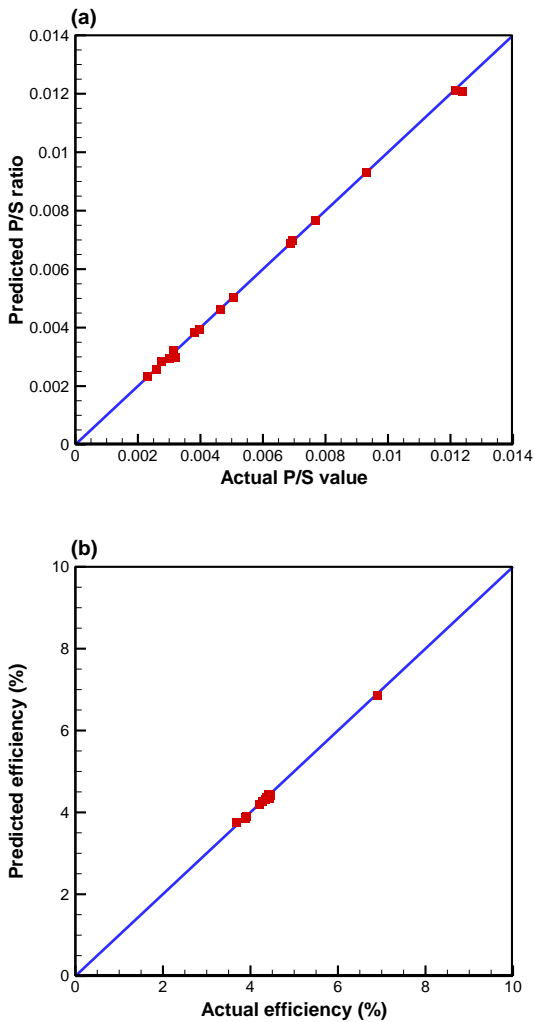 (a)
0.014
0.012
0.01
0.008
0.006
0.004
0.002
0
Predicted P/S ratio
0 0.002 0.004 0.006 0.008 0.01 0.012 0.014
Actual P/S value
(b)
10
8
6
4
2
0
Predicted efficiency (%)
0 2 4 6 8 10
Actual efficiency (%)